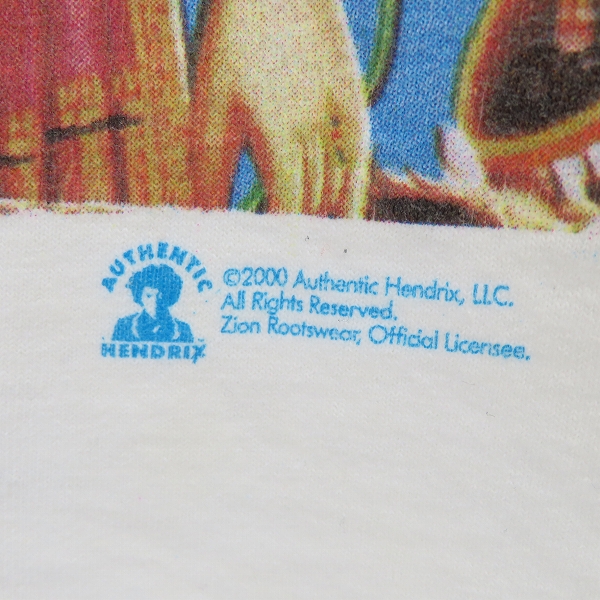 AUTHENTIC
HENDRIX
©2000 Authentic Hendrix, LLC.
All Rights Reserved.
Zion Rootswear, Official Licensee.